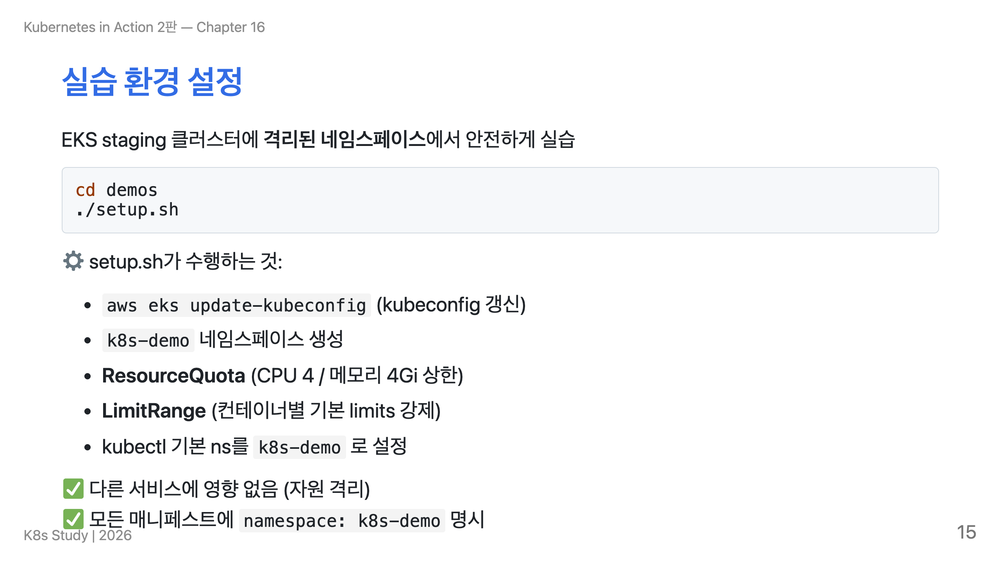 Kubernetes in Action 2판 — Chapter 16
실습 환경 설정
EKS staging 클러스터에 격리된 네임스페이스에서 안전하게 실습
cd demos
./setup.sh
⚙️ setup.sh가 수행하는 것:
• aws eks update-kubeconfig (kubeconfig 갱신)
• k8s-demo 네임스페이스 생성
• ResourceQuota (CPU 4 / 메모리 4Gi 상한)
• LimitRange (컨테이너별 기본 limits 강제)
• kubectl 기본 ns를 k8s-demo 로 설정
✅ 다른 서비스에 영향 없음 (자원 격리)
✅ 모든 매니페스트에 namespace: k8s-demo 명시
K8s Study | 2026
15